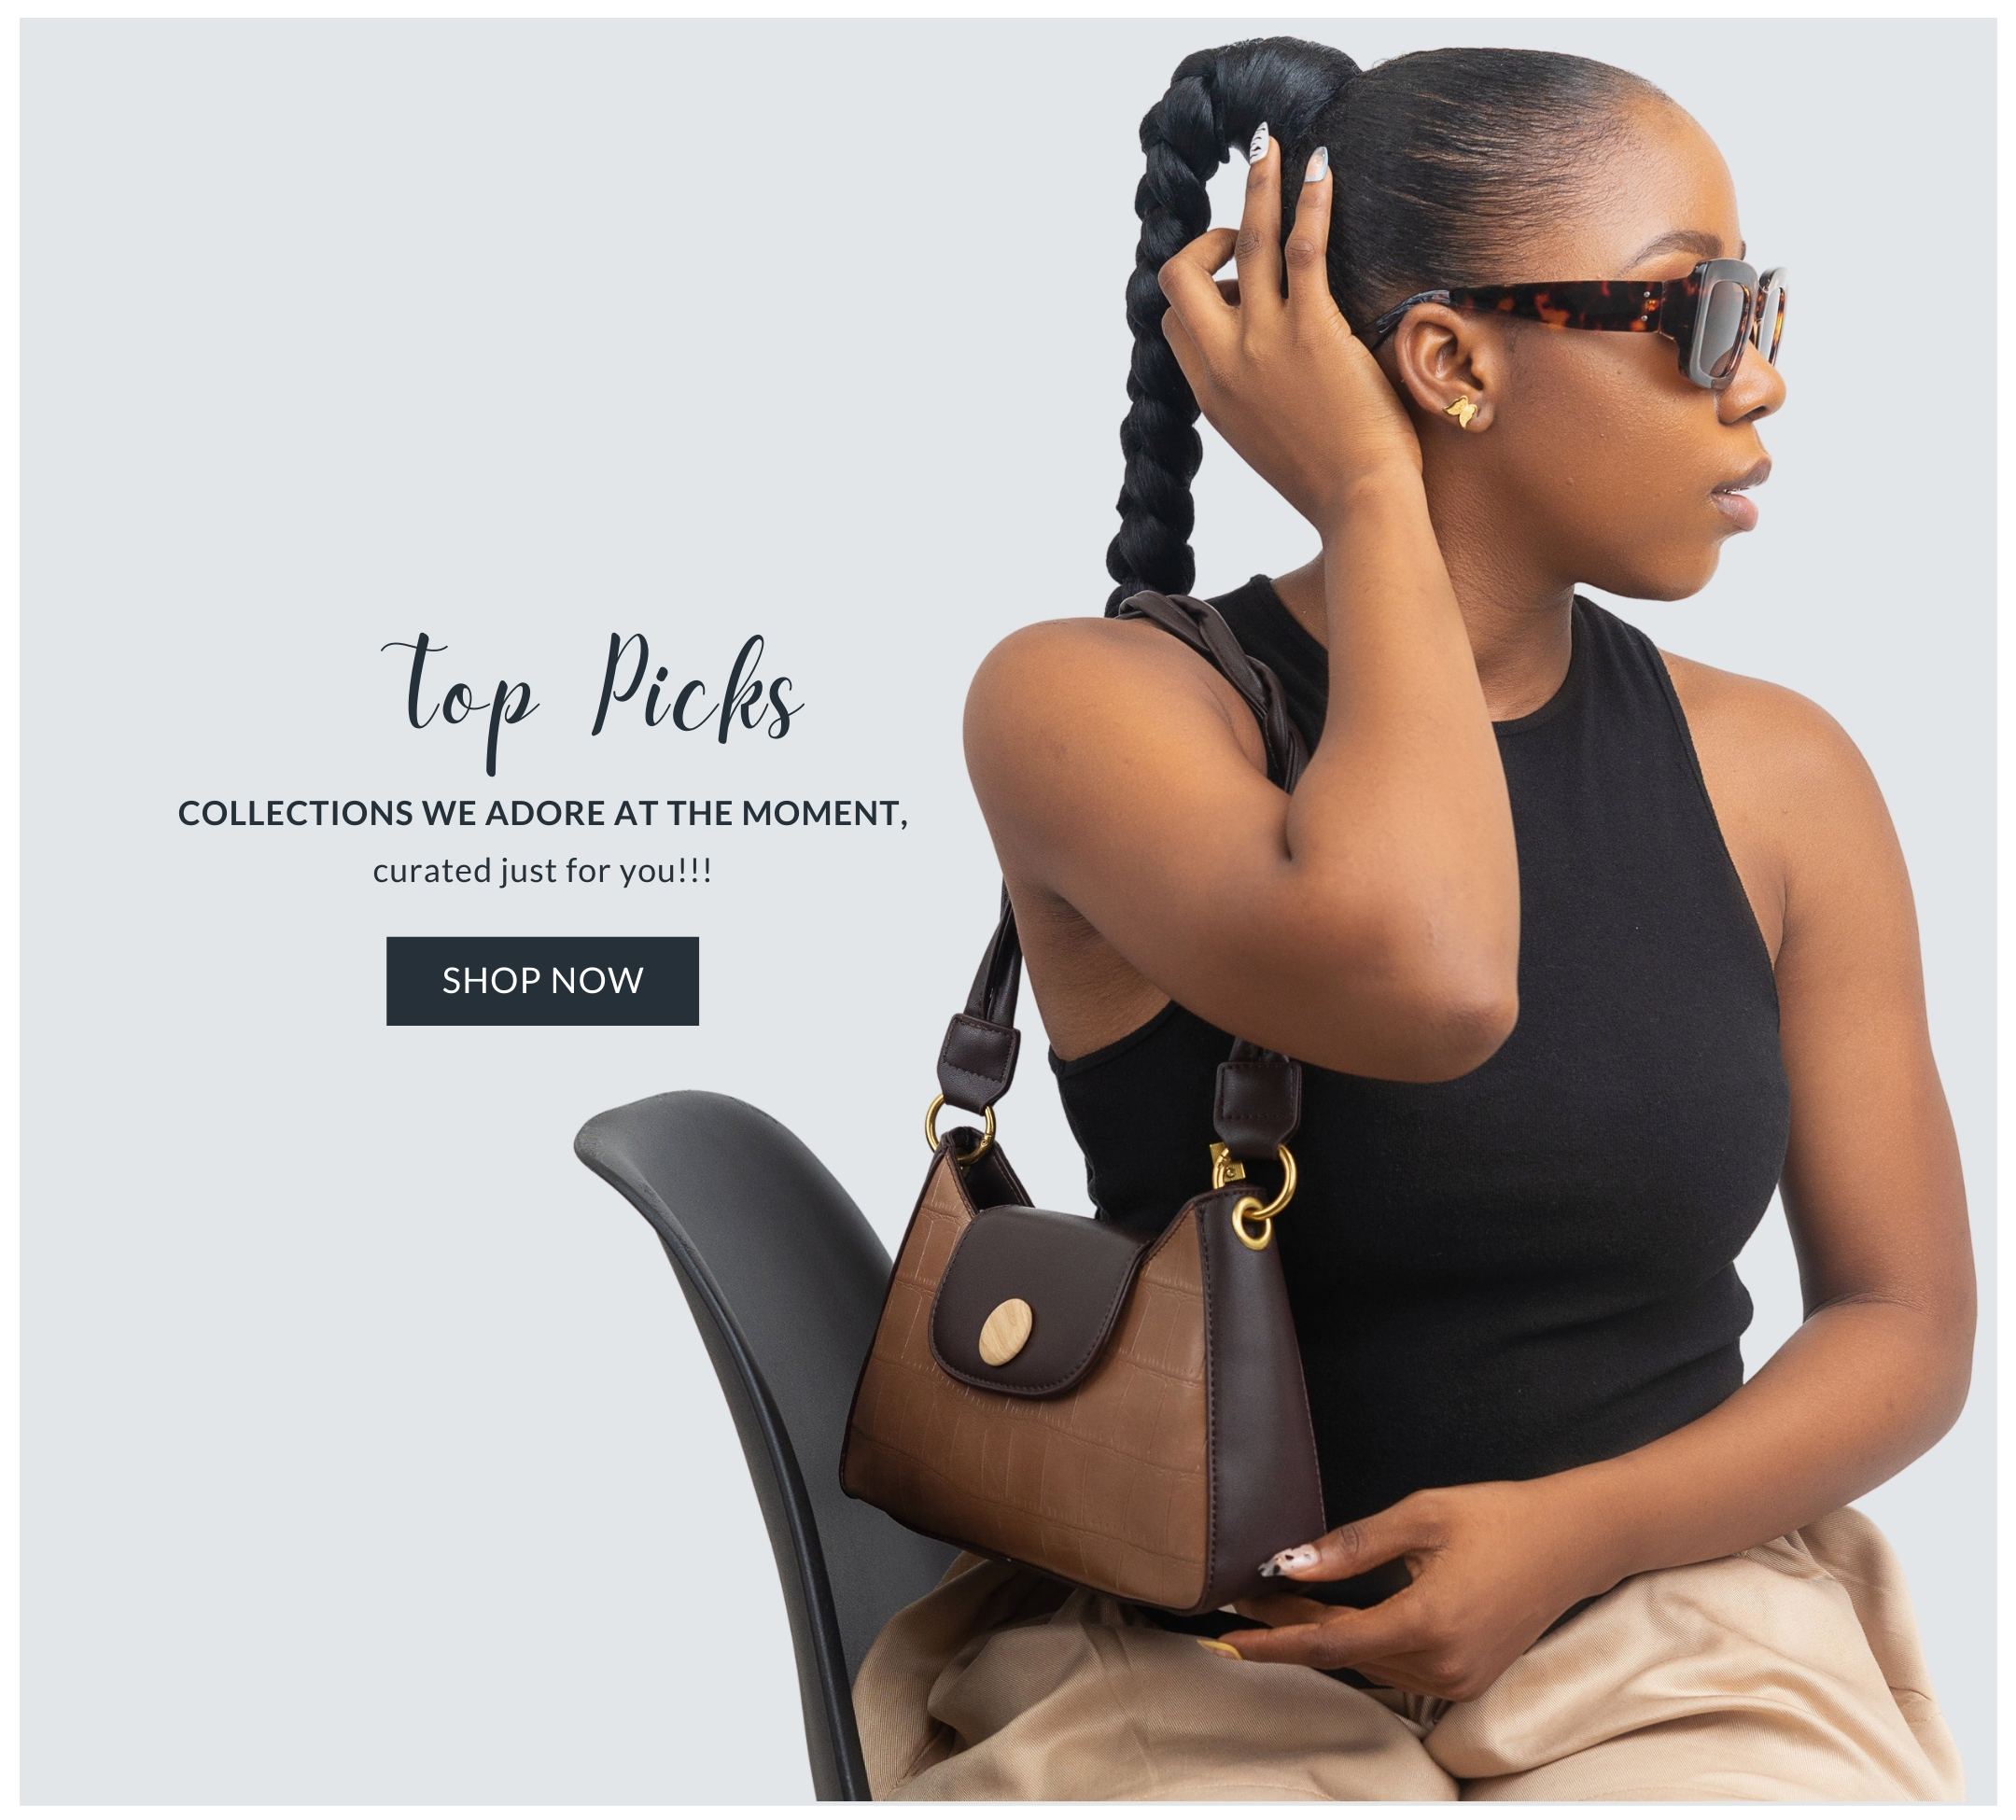 Top Picks
COLLECTIONS WE ADORE AT THE MOMENT,
curated just for you!!!
SHOP NOW